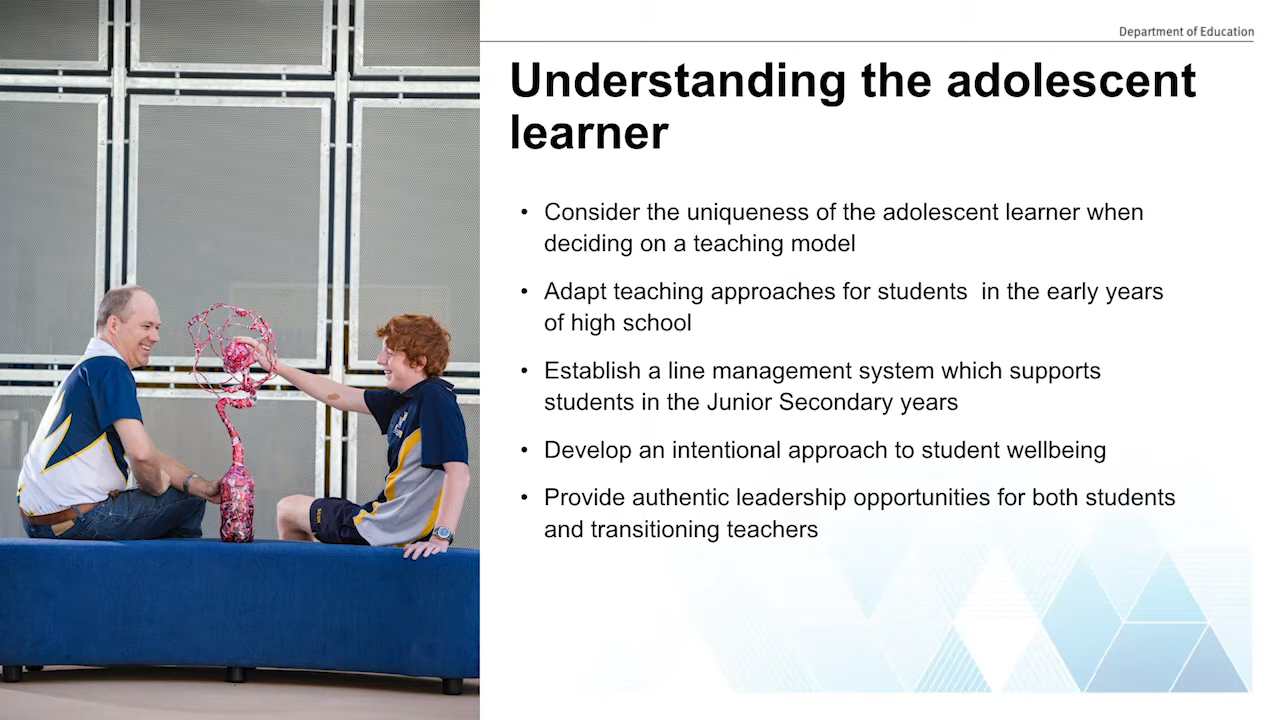 Department of Education
Understanding the adolescent
learner
• Consider the uniqueness of the adolescent learner when
deciding on a teaching model
• Adapt teaching approaches for students  in the early years
of high school
• Establish a line management system which supports
students in the Junior Secondary years
• Develop an intentional approach to student wellbeing
• Provide authentic leadership opportunities for both students
and transitioning teachers